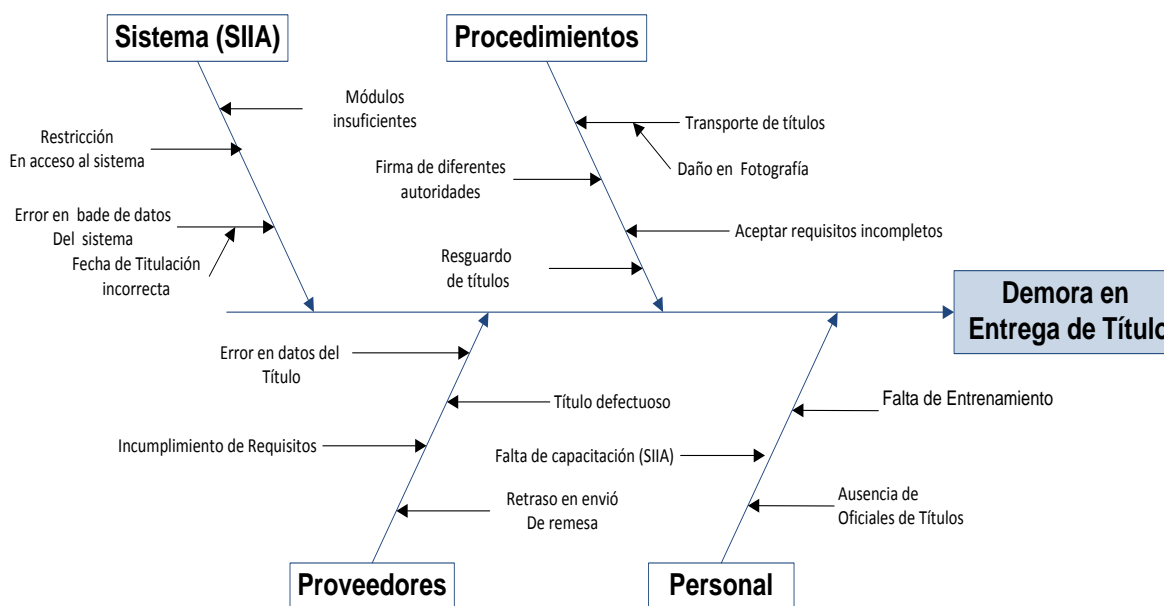 Sistema (SIIA)
Procedimientos
Módulos
insuficientes
Restricción
En acceso al sistema
Error en bade de datos
Del sistema
Fecha de Titulación
incorrecta
Transporte de títulos
Daño en Fotografía
Firma de diferentes
autoridades
Aceptar requisitos incompletos
Resguardo
de títulos
Demora en
Entrega de Título
Error en datos del
Título
Título defectuoso
Incumplimiento de Requisitos
Retraso en envió
De remesa
Falta de Entrenamiento
Falta de capacitación (SIIA)
Ausencia de
Oficiales de Títulos
Proveedores
Personal